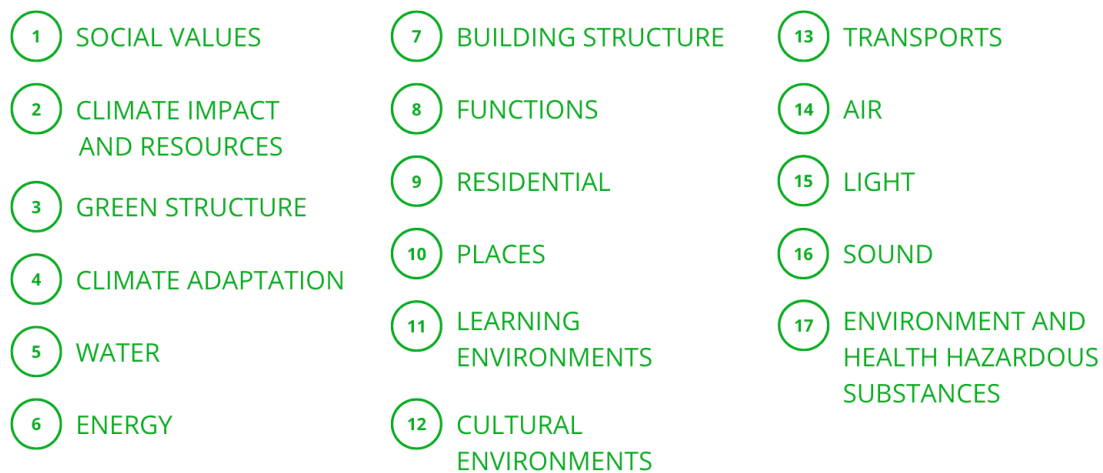 1 SOCIAL VALUES
2 CLIMATE IMPACT
AND RESOURCES
3 GREEN STRUCTURE
4 CLIMATE ADAPTATION
5 WATER
6 ENERGY
7 BUILDING STRUCTURE
8 FUNCTIONS
9 RESIDENTIAL
10 PLACES
11 LEARNING
ENVIRONMENTS
12 CULTURAL
ENVIRONMENTS
13 TRANSPORTS
14 AIR
15 LIGHT
16 SOUND
17 ENVIRONMENT AND
HEALTH HAZARDOUS
SUBSTANCES